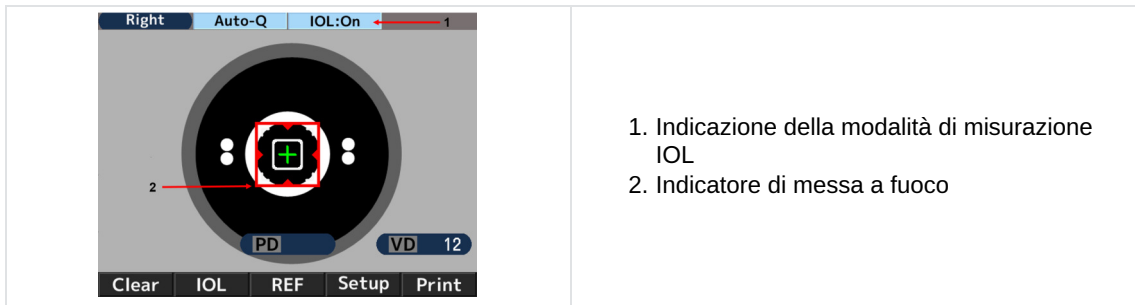 Right Auto-Q IOL:On 1
2
PD VD 12
Clear IOL REF Setup Print
1. Indicazione della modalità di misurazione
IOL
2. Indicatore di messa a fuoco